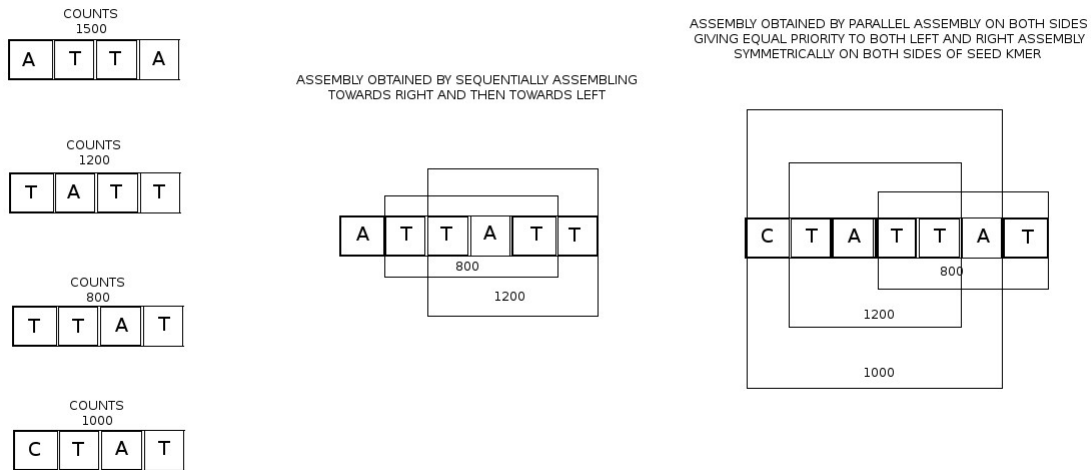 COUNTS
1500
A T T A
COUNTS
1200
T A T T
COUNTS
800
T T A T
COUNTS
1000
C T A T
ASSEMBLY OBTAINED BY SEQUENTIALLY ASSEMBLING
TOWARDS RIGHT AND THEN TOWARDS LEFT
A T T A T T
800
1200
ASSEMBLY OBTAINED BY PARALLEL ASSEMBLY ON BOTH SIDES
GIVING EQUAL PRIORITY TO BOTH LEFT AND RIGHT ASSEMBLY
SYMMETRICALLY ON BOTH SIDES OF SEED KMER
C T A T T A T
800
1200
1000